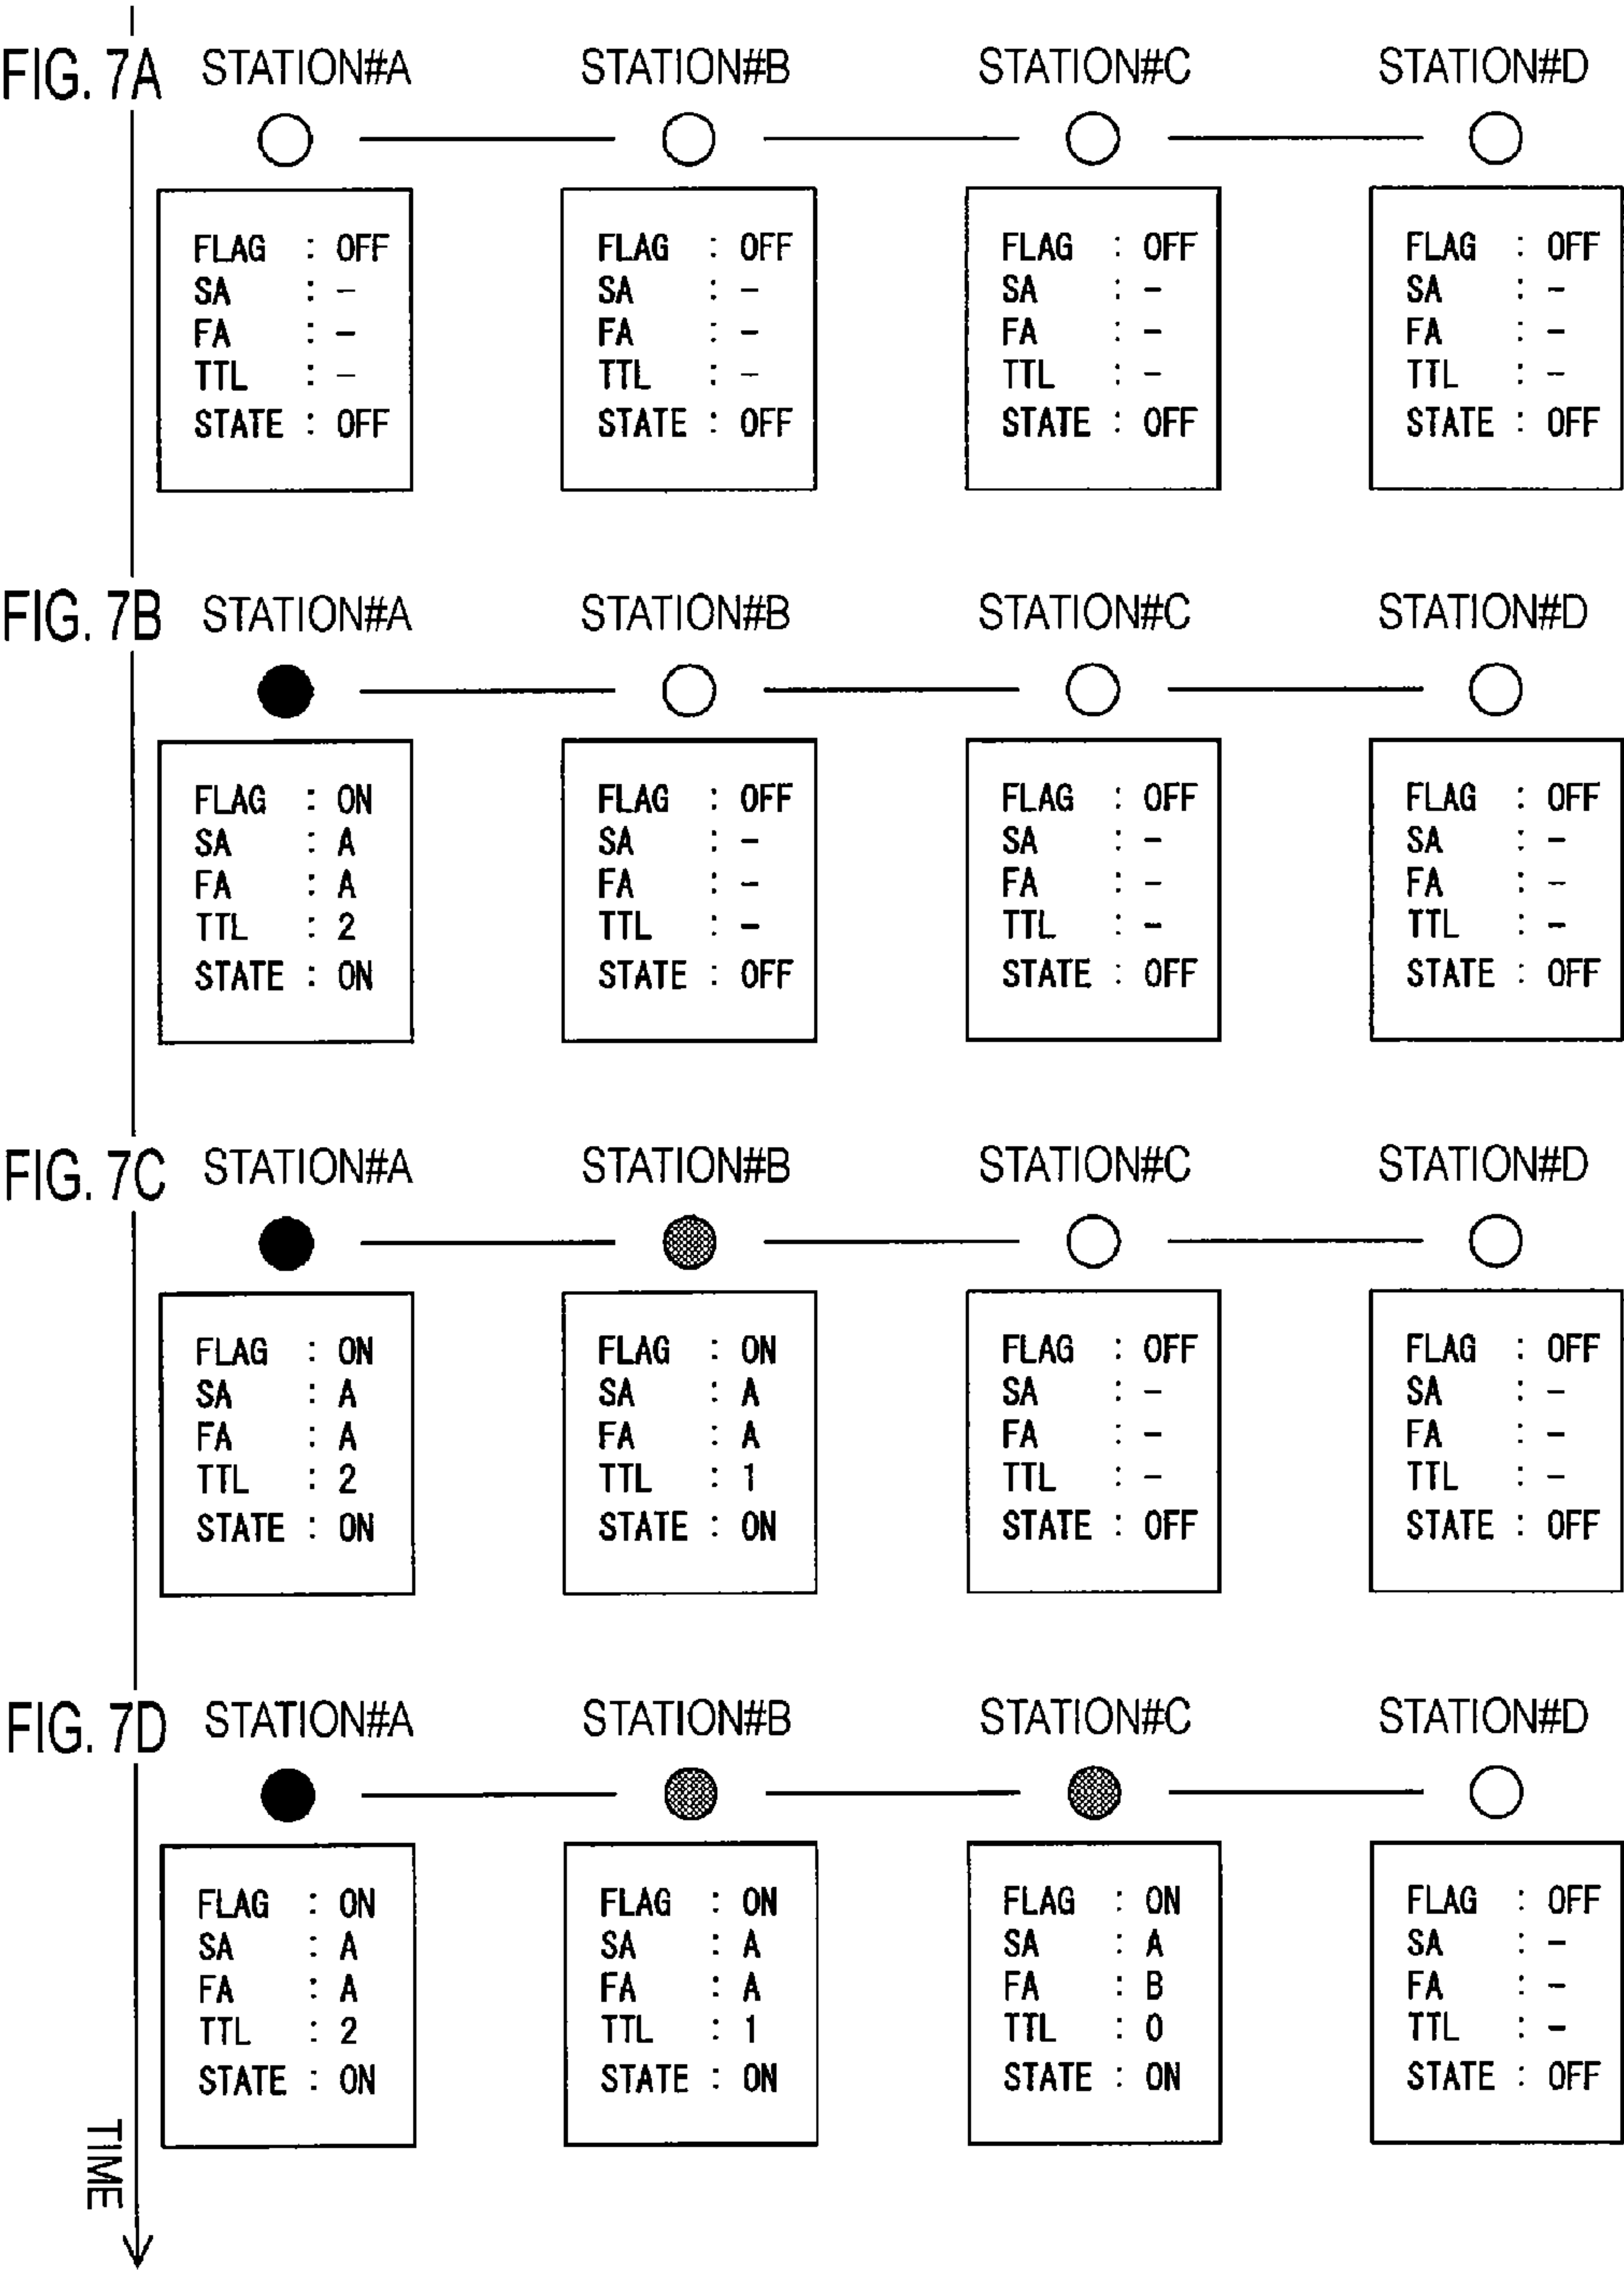 FIG. 7A STATION#A STATION#B STATION#C STATION#D
FLAG : OFF FLAG : OFF FLAG : OFF FLAG : OFF
SA : - SA : - SA : - SA : -
FA : - FA : - FA : - FA : -
TTL : - TTL : - TTL : - TTL : -
STATE : OFF STATE : OFF STATE : OFF STATE : OFF
FIG. 7B STATION#A STATION#B STATION#C STATION#D
FLAG : ON FLAG : OFF FLAG : OFF FLAG : OFF
SA : A SA : - SA : - SA : -
FA : A FA : - FA : - FA : -
TTL : 2 TTL : - TTL : - TTL : -
STATE : ON STATE : OFF STATE : OFF STATE : OFF
FIG. 7C STATION#A STATION#B STATION#C STATION#D
FLAG : ON FLAG : ON FLAG : OFF FLAG : OFF
SA : A SA : A SA : - SA : -
FA : A FA : A FA : - FA : -
TTL : 2 TTL : 1 TTL : - TTL : -
STATE : ON STATE : ON STATE : OFF STATE : OFF
FIG. 7D STATION#A STATION#B STATION#C STATION#D
FLAG : ON FLAG : ON FLAG : ON FLAG : OFF
SA : A SA : A SA : A SA : -
FA : A FA : A FA : B FA : -
TTL : 2 TTL : 1 TTL : 0 TTL : -
STATE : ON STATE : ON STATE : ON STATE : OFF
TIME